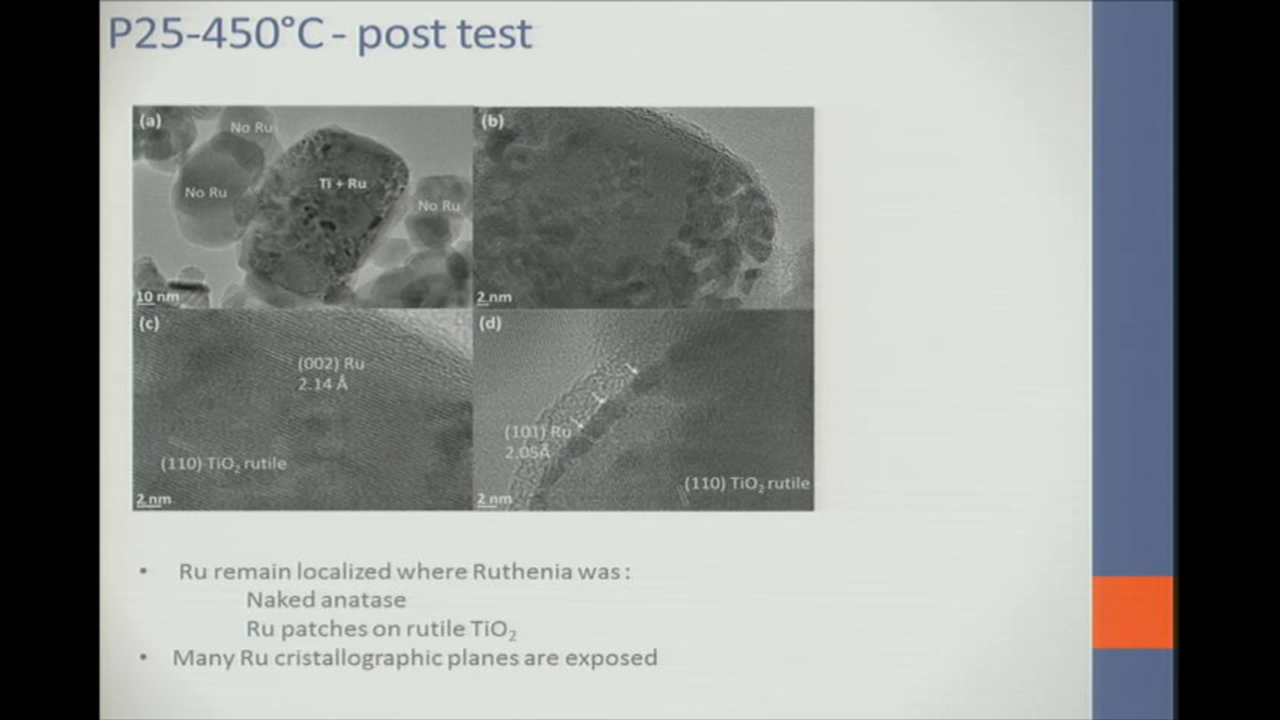 P25-450°C - post test
(a)
No Ru
No Ru
Ti + Ru
No Ru
10 nm
(b)
2 nm
(c)
(002) Ru
2.14 Å
(110) TiO₂ rutile
2 nm
(d)
(101) Ru
2.05Å
(110) TiO₂ rutile
2 nm
• Ru remain localized where Ruthenia was :
Naked anatase
Ru patches on rutile TiO₂
• Many Ru cristallographic planes are exposed